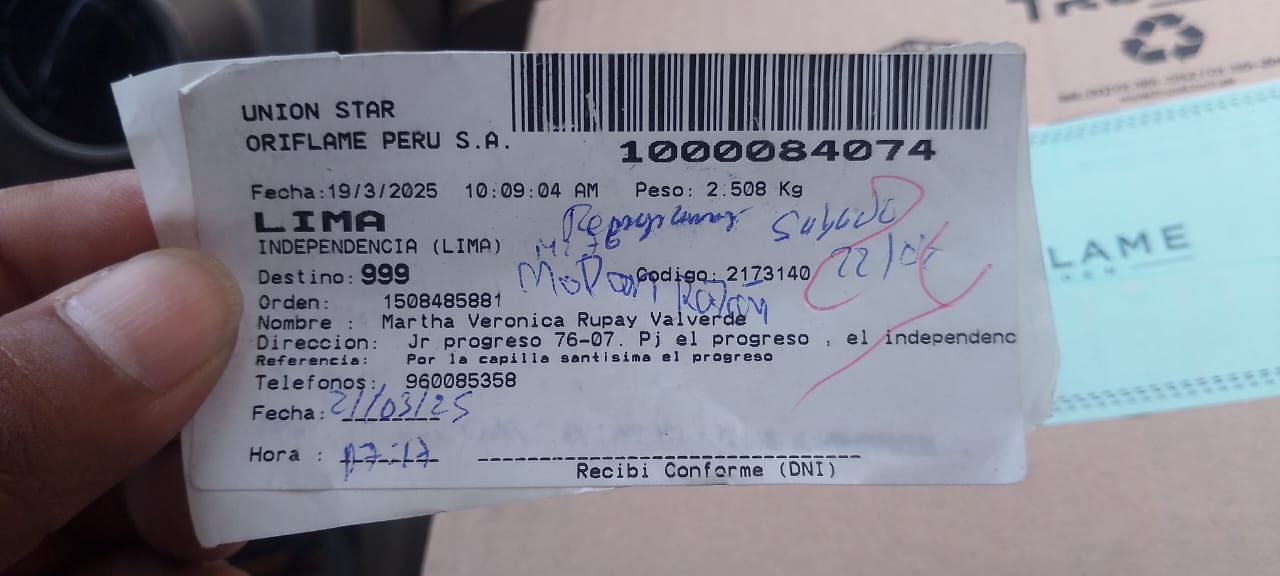 UNION STAR
ORIFLAME PERU S.A.
1000084074
Fecha:19/3/2025 10:09:04 AM Peso: 2.508 Kg
LIMA
INDEPENDENCIA (LIMA)
Destino: 999 Codigo: 2173140 22/
Orden: 1508485881
Nombre : Martha Veronica Rupay Valverde
Direccion: Jr progreso 76-07. Pj el progreso , el independenc
Referencia: Por la capilla santisima el progreso
Telefonos: 960085358
Fecha: 21/03/25
Hora : 17:17
Recibi Conforme (DNI)
LAME